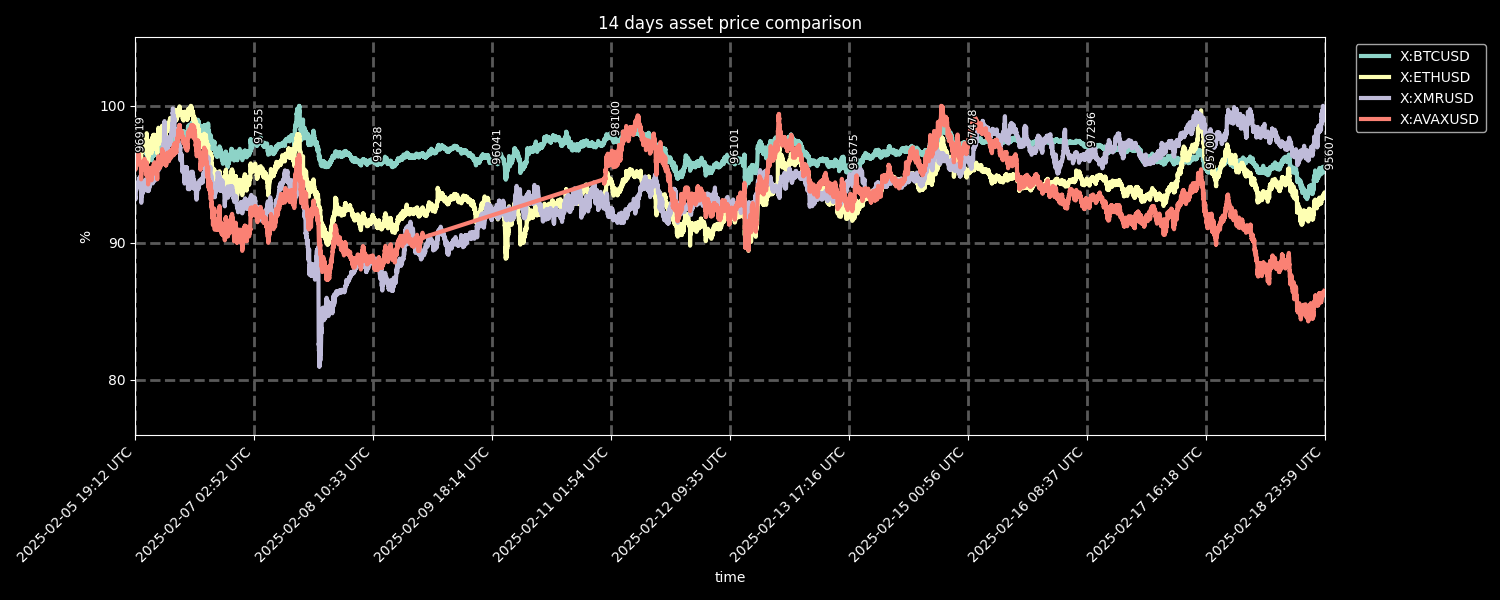 14 days asset price comparison
X:BTCUSD
X:ETHUSD
X:XMRUSD
X:AVAXUSD
100
90
80
%
96919
97555
96238
96041
98100
96101
95675
97478
97296
95700
95607
2025-02-05 19:12 UTC
2025-02-07 02:52 UTC
2025-02-08 10:33 UTC
2025-02-09 18:14 UTC
2025-02-11 01:54 UTC
2025-02-12 09:35 UTC
2025-02-13 17:16 UTC
2025-02-15 00:56 UTC
2025-02-16 08:37 UTC
2025-02-17 16:18 UTC
2025-02-18 23:59 UTC
time